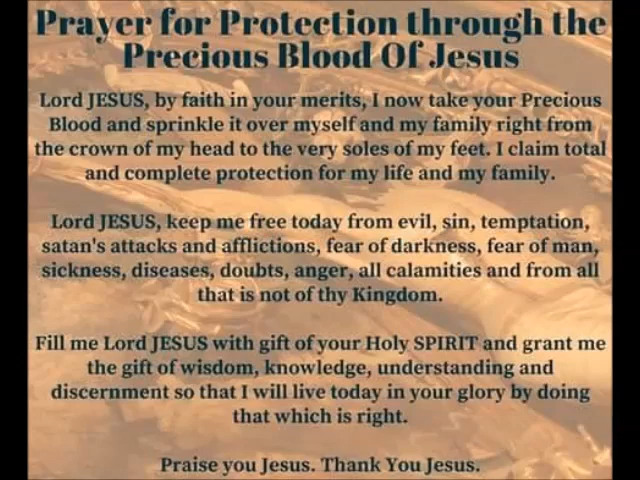 Prayer for Protection through the
Precious Blood Of Jesus
Lord JESUS, by faith in your merits, I now take your Precious
Blood and sprinkle it over myself and my family right from
the crown of my head to the very soles of my feet. I claim total
and complete protection for my life and my family.
Lord JESUS, keep me free today from evil, sin, temptation,
satan's attacks and afflictions, fear of darkness, fear of man,
sickness, diseases, doubts, anger, all calamities and from all
that is not of thy Kingdom.
Fill me Lord JESUS with gift of your Holy SPIRIT and grant me
the gift of wisdom, knowledge, understanding and
discernment so that I will live today in your glory by doing
that which is right.
Praise you Jesus. Thank You Jesus.